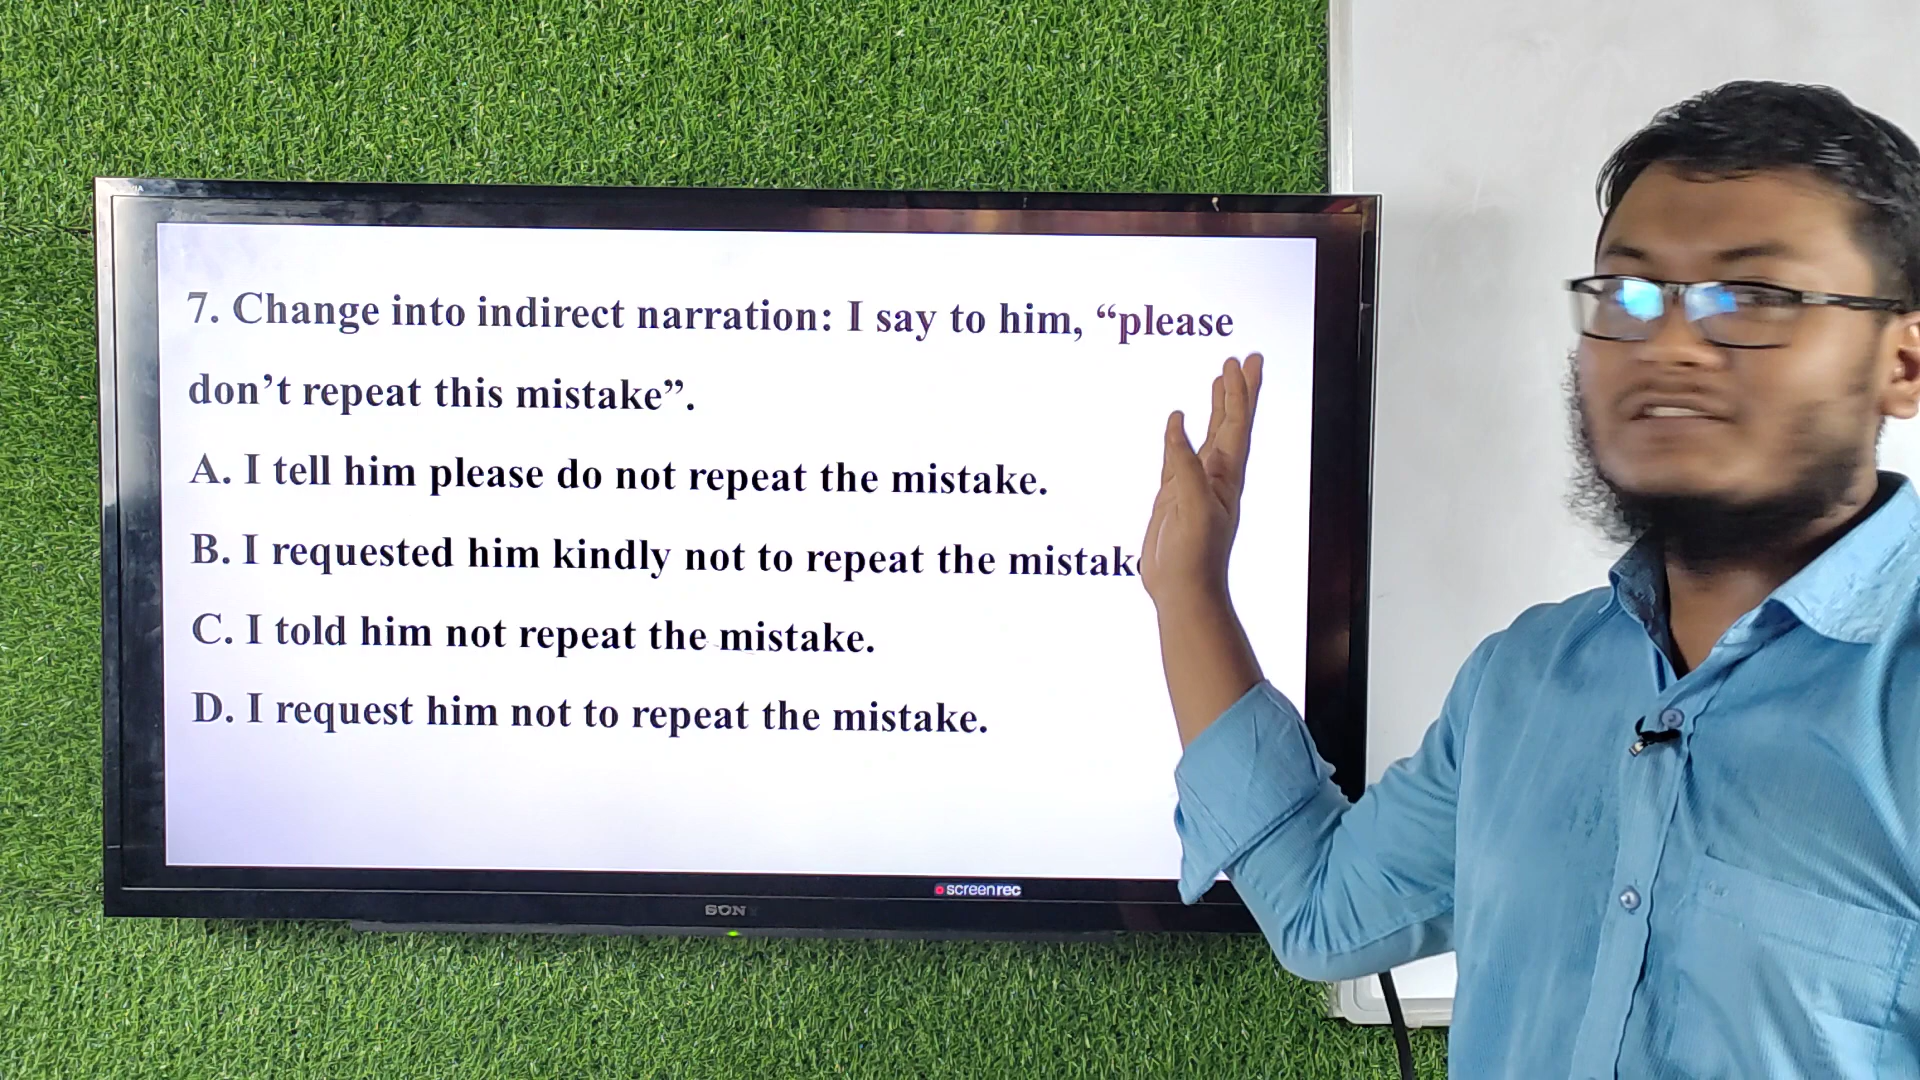 7. Change into indirect narration: I say to him, “please
don’t repeat this mistake”.
A. I tell him please do not repeat the mistake.
B. I requested him kindly not to repeat the
C. I told him not repeat the mistake.
D. I request him not to repeat the mistake.
screenrec
SONY